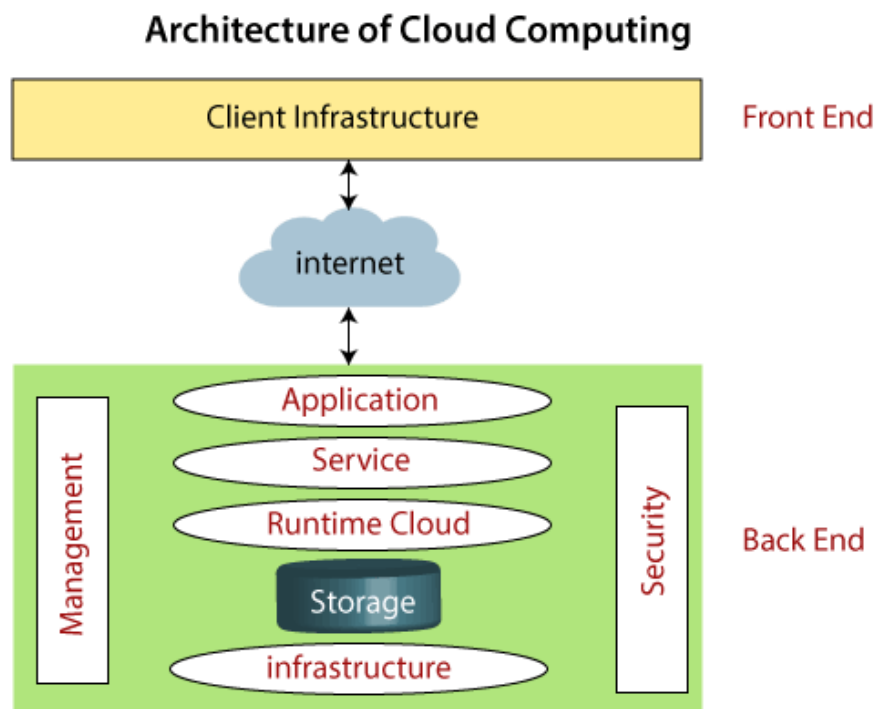 Architecture of Cloud Computing
Client Infrastructure
Front End
internet
Application
Service
Runtime Cloud
Storage
infrastructure
Management
Security
Back End